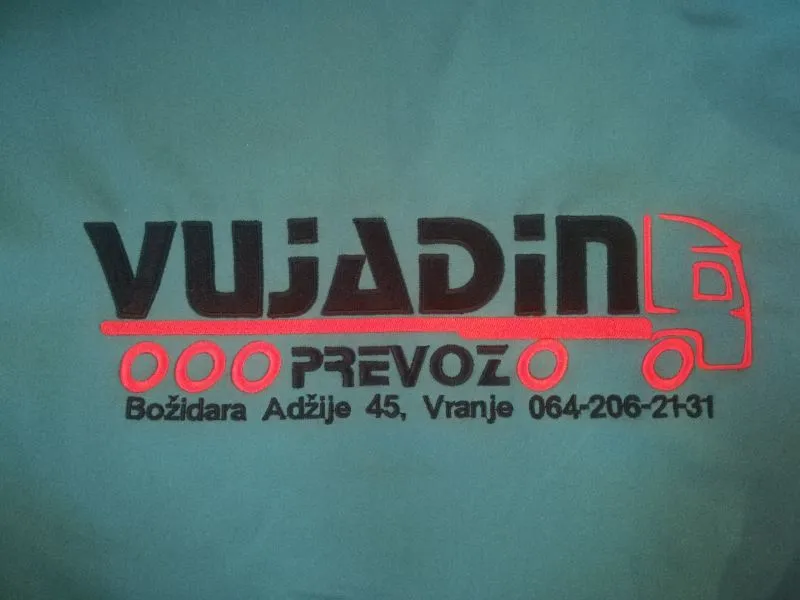 VUJADIN
PREVOZ
Božidara Adžije 45, Vranje 064-206-21-31